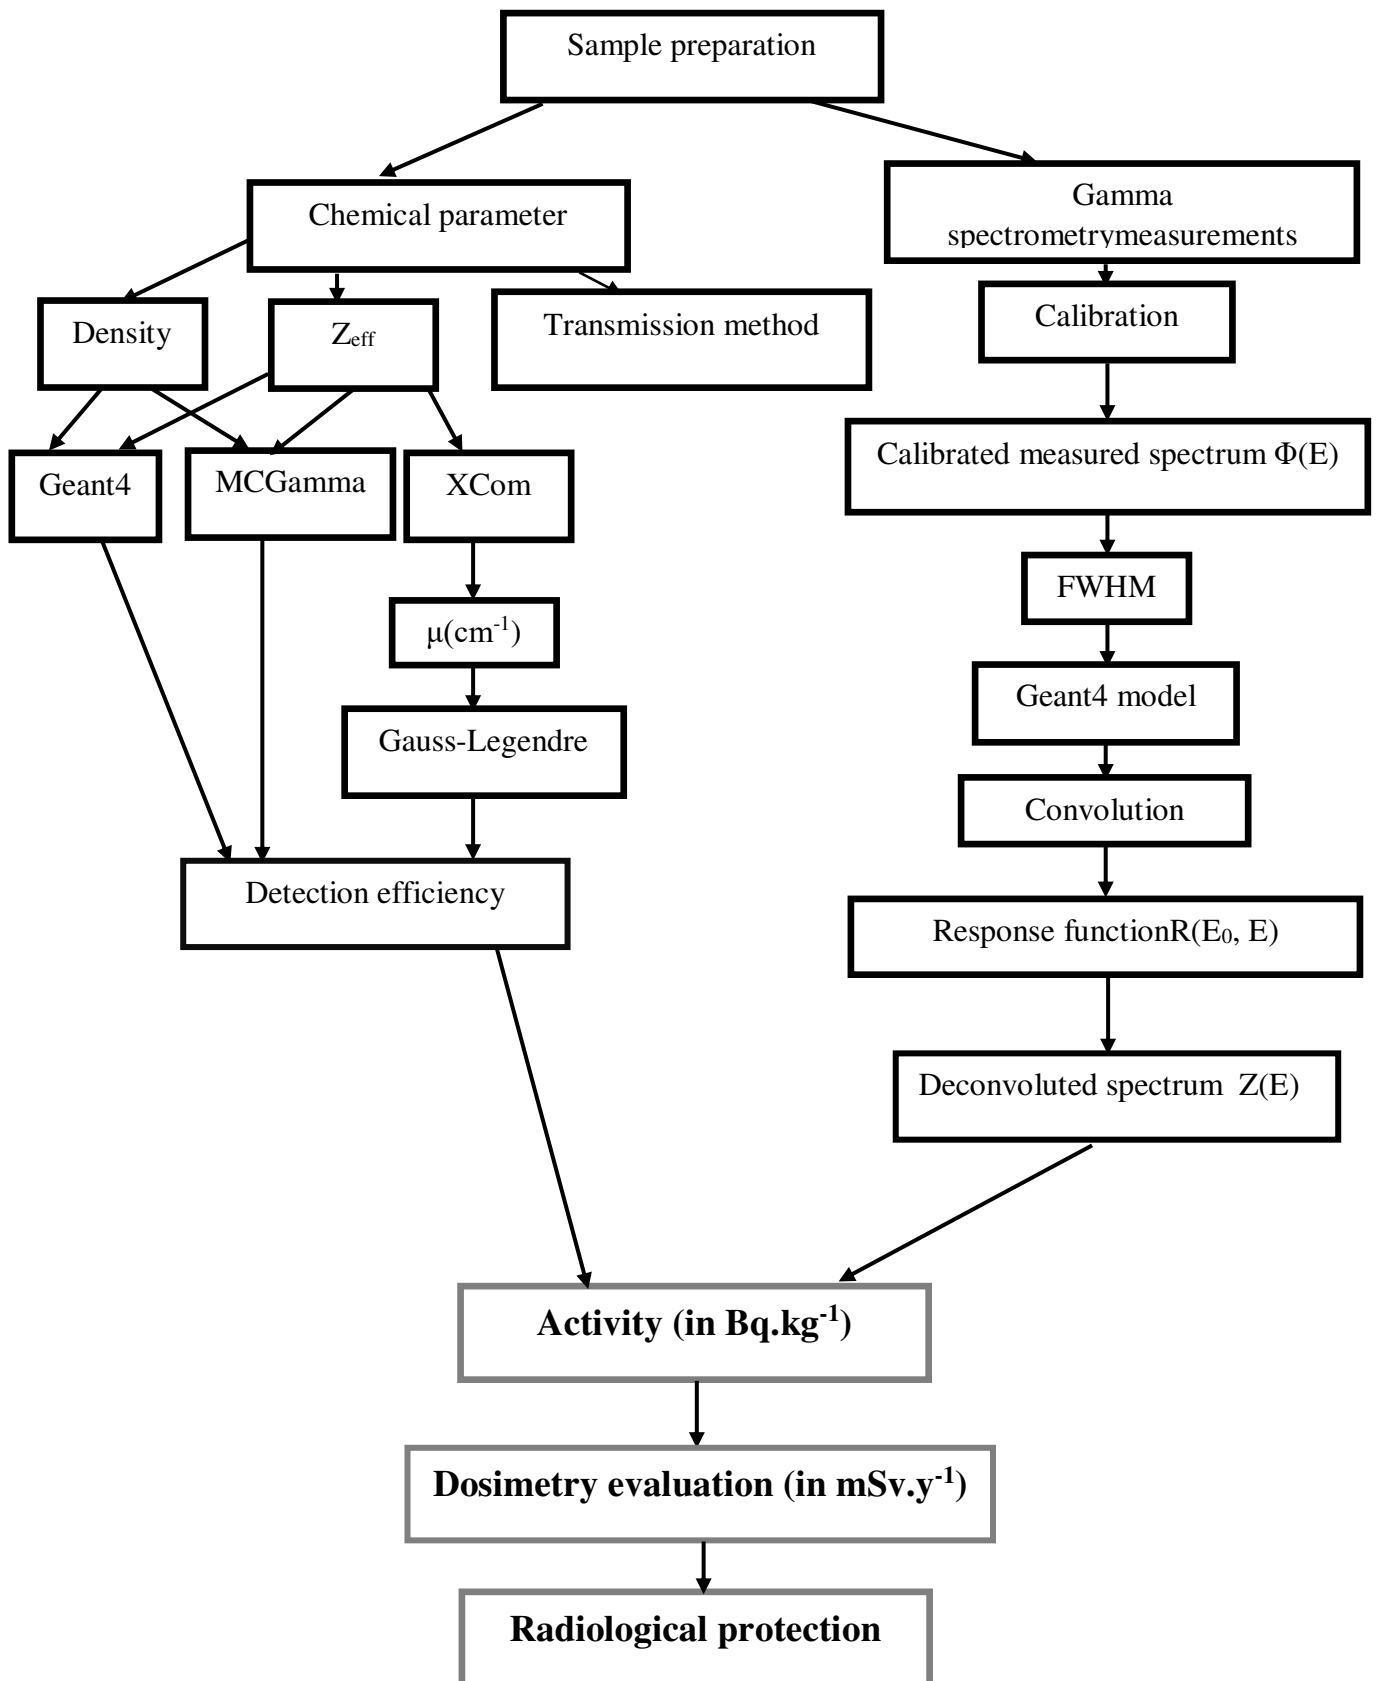 Sample preparation
Chemical parameter
Gamma
spectrometrymeasurements
Density
Zeff
Transmission method
Calibration
Geant4
MCGamma
XCom
Calibrated measured spectrum Φ(E)
μ(cm-1)
FWHM
Gauss-Legendre
Geant4 model
Convolution
Detection efficiency
Response functionR(E0, E)
Deconvoluted spectrum Z(E)
Activity (in Bq.kg-1)
Dosimetry evaluation (in mSv.y-1)
Radiological protection